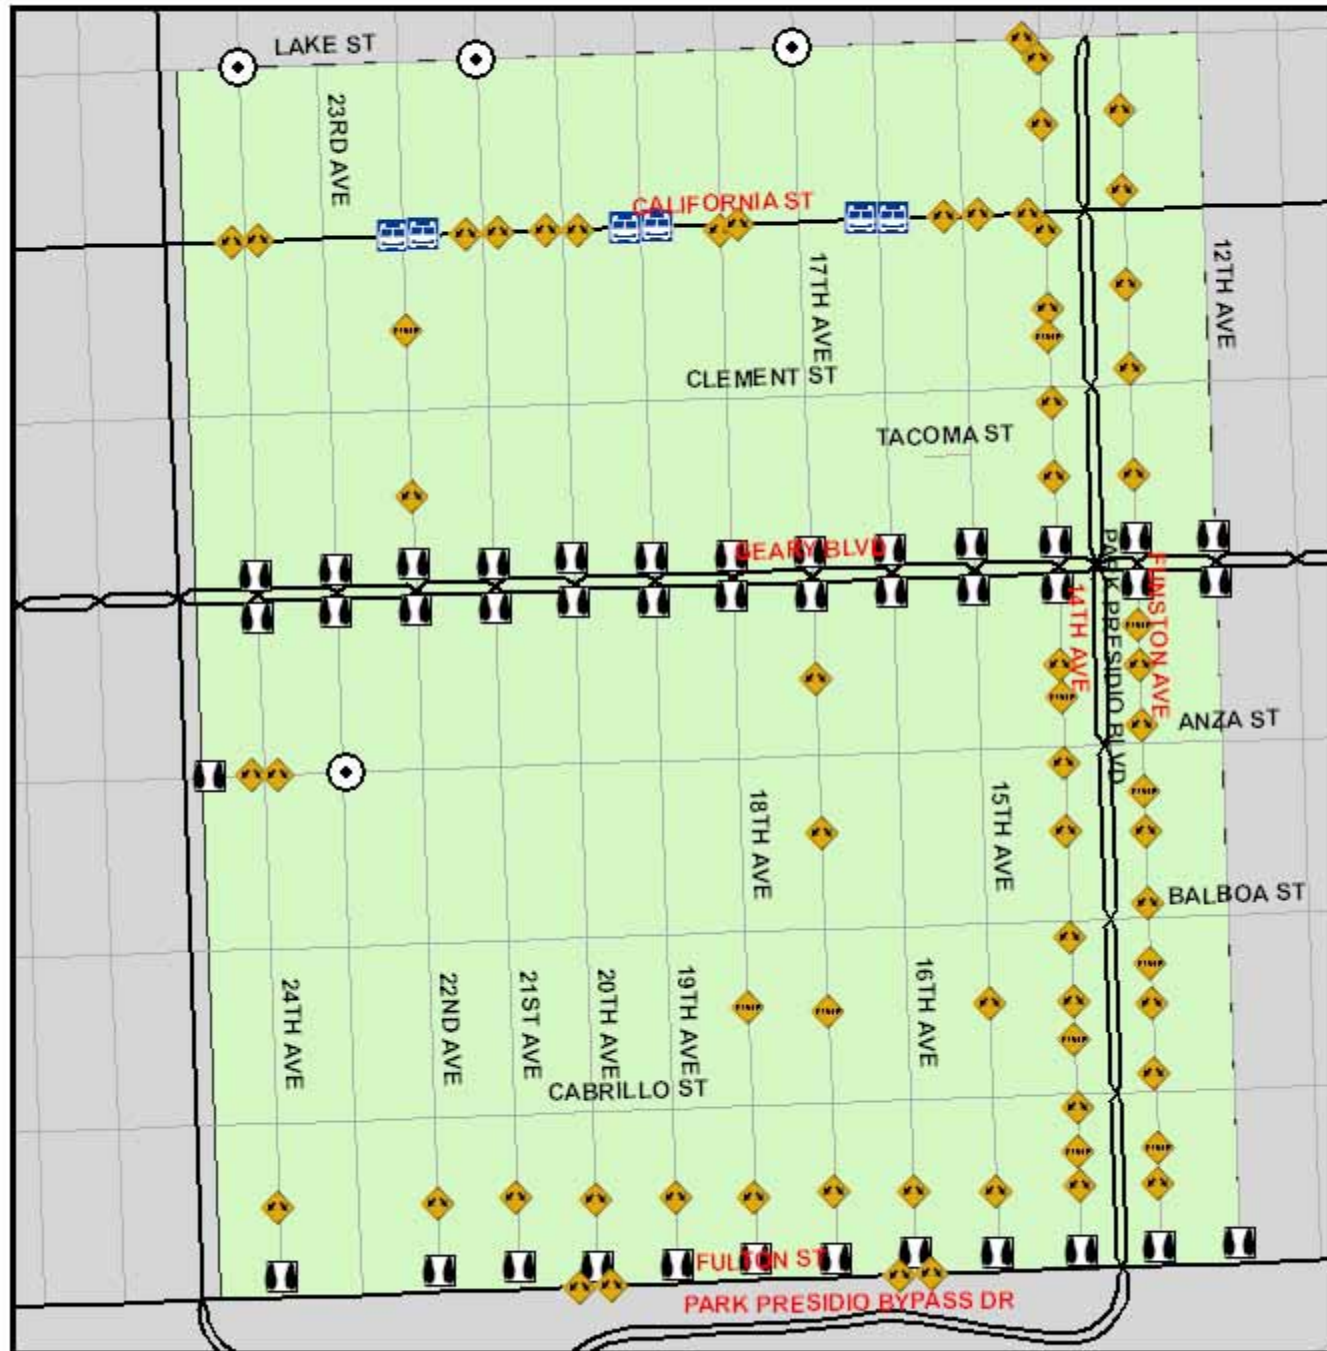 LAKE ST
23RD AVE
CALIFORNIA ST
17TH AVE
12TH AVE
CLEMENT ST
TACOMA ST
GEARY BLVD
PARK PRESIDIO BLVD
FUNSTON AVE
14TH AVE
ANZA ST
18TH AVE
15TH AVE
BALBOA ST
24TH AVE
22ND AVE
21ST AVE
20TH AVE
19TH AVE
16TH AVE
CABRILLO ST
FULTON ST
PARK PRESIDIO BYPASS DR